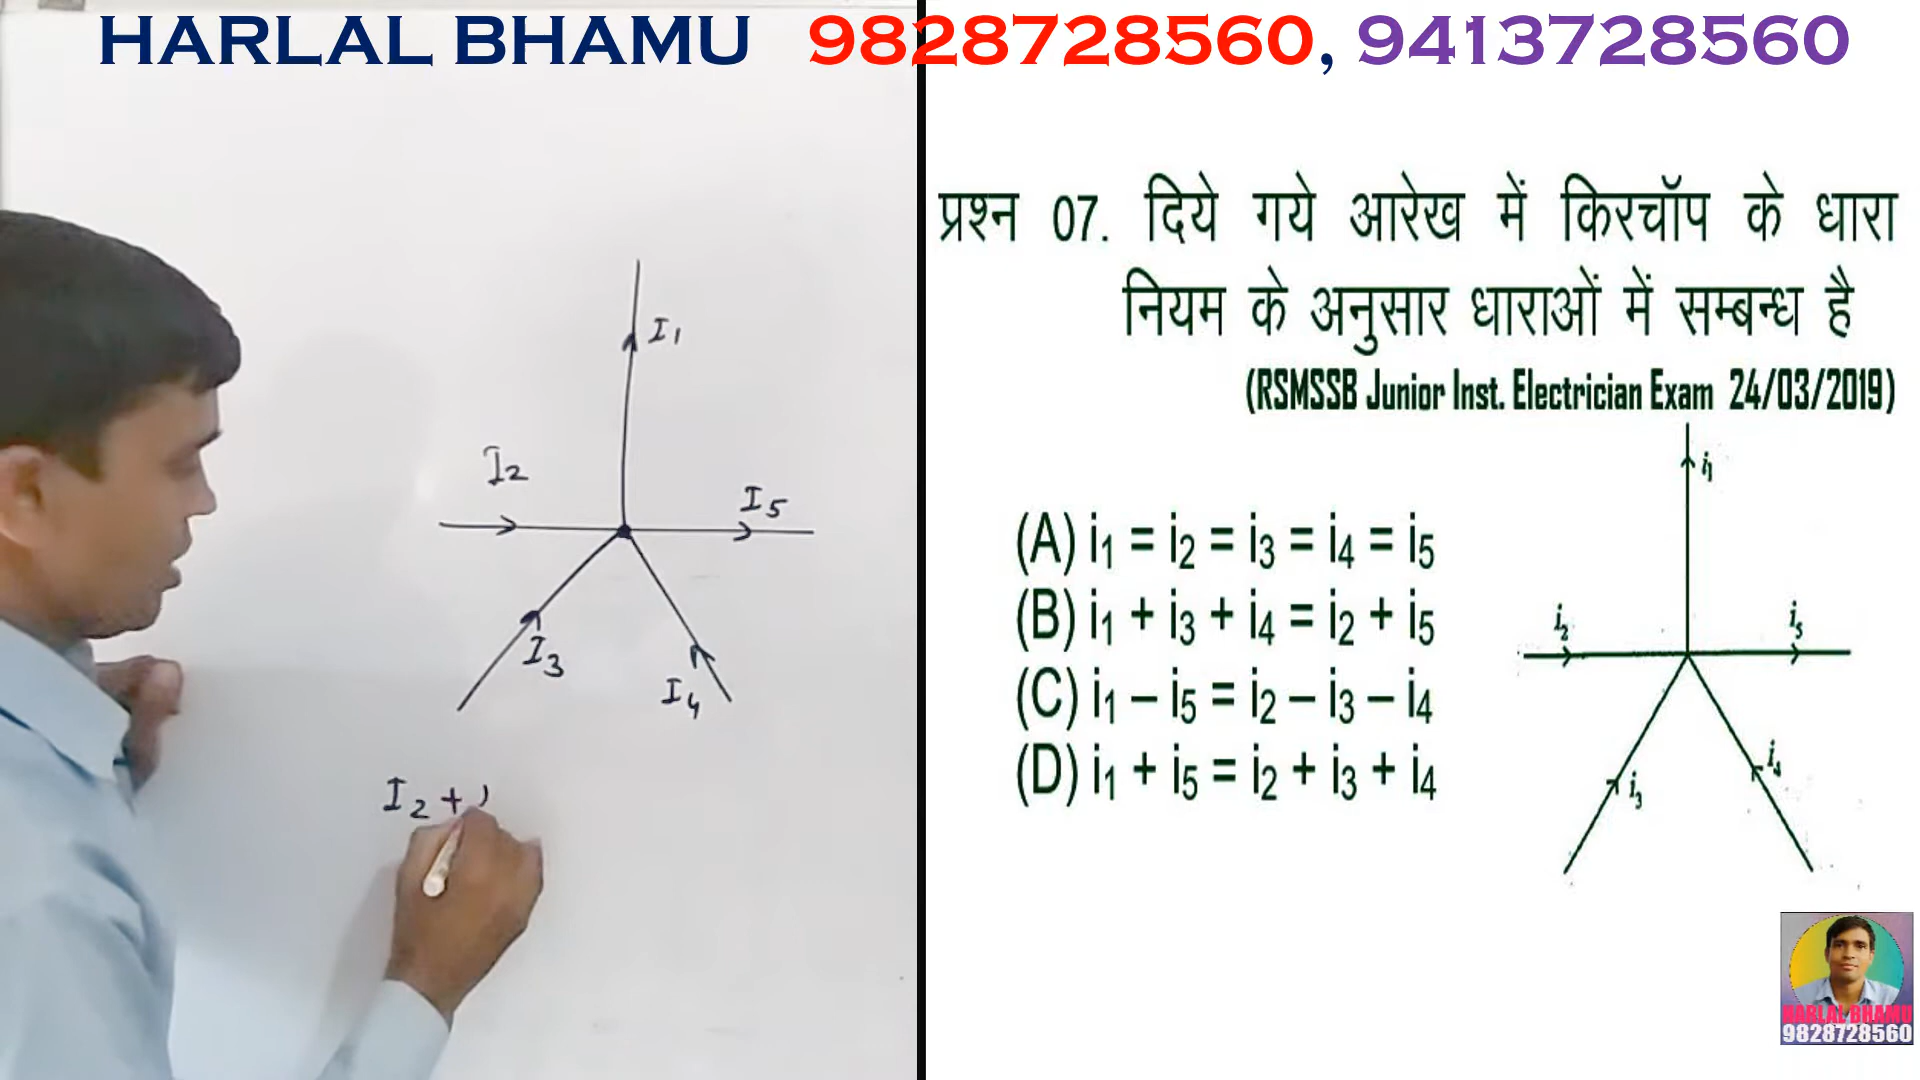 HARLAL BHAMU 9828728560, 9413728560
I1
I2
I5
I3
I4
I2 +
प्रश्न 07. दिये गये आरेख में किरचॉप के धारा
नियम के अनुसार धाराओं में सम्बन्ध है
(RSMSSB Junior Inst. Electrician Exam 24/03/2019)
(A) i1 = i2 = i3 = i4 = i5
(B) i1 + i3 + i4 = i2 + i5
(C) i1 – i5 = i2 – i3 – i4
(D) i1 + i5 = i2 + i3 + i4
i1
i2
i5
i4
i3
HARLAL BHAMU
9828728560